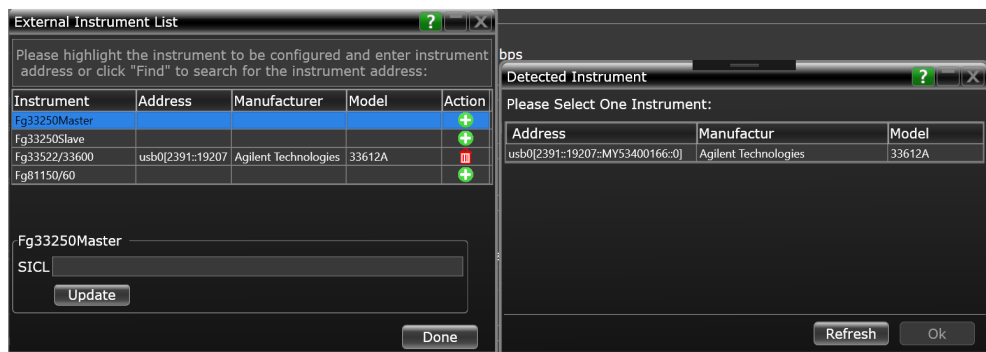 External Instrument List ?
Please highlight the instrument to be configured and enter instrument
address or click "Find" to search for the instrument address:
Instrument Address Manufacturer Model Action
Fg33250Master
Fg33250Slave
Fg33522/33600 usb0[2391::19207 Agilent Technologies 33612A
Fg81150/60
Fg33250Master
SICL
Update
Done
bps
Detected Instrument ?
Please Select One Instrument:
Address Manufactur Model
usb0[2391::19207::MY53400166::0] Agilent Technologies 33612A
Refresh Ok